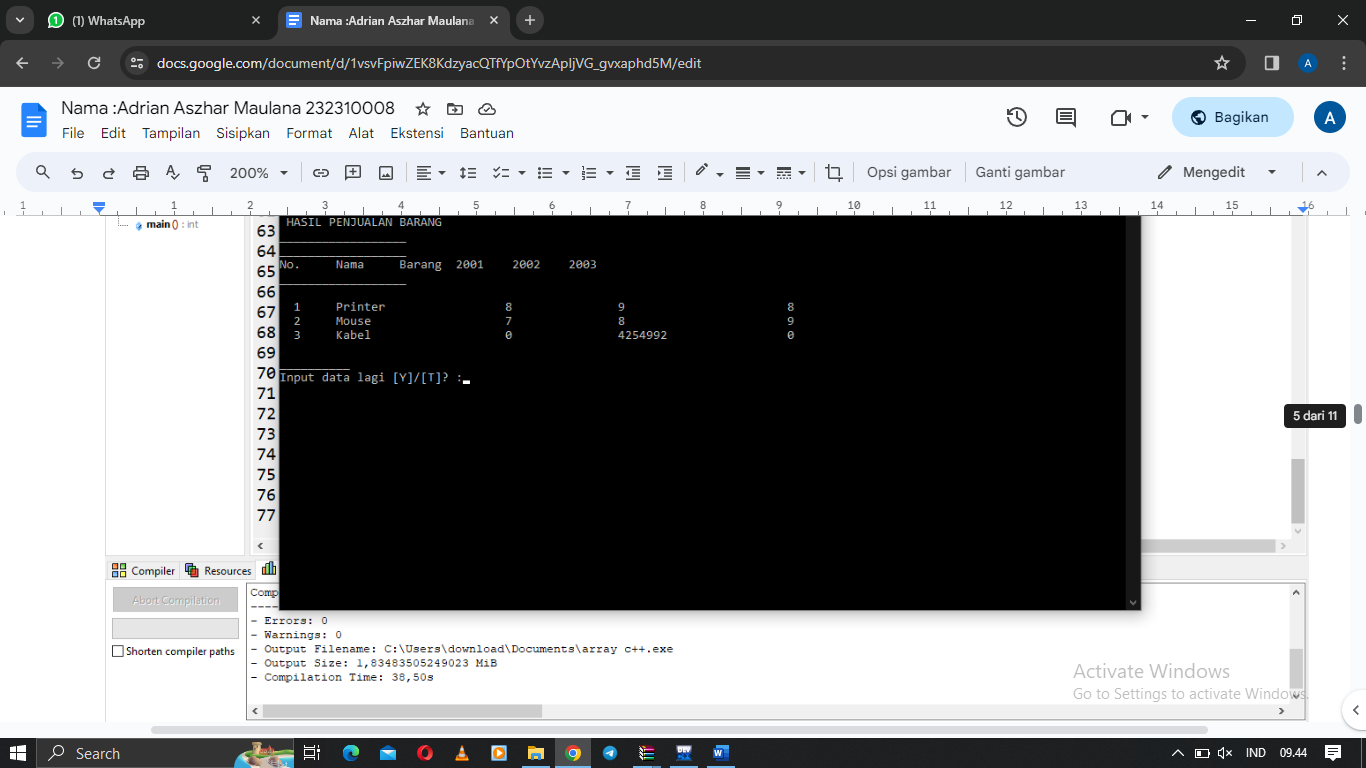 (1) WhatsApp
Nama :Adrian Aszhar Maulana
docs.google.com/document/d/1vsvFpiwZEK8KdzyacQTfYpOtYvzApljVG_gvxaphd5M/edit
A
Nama :Adrian Aszhar Maulana 232310008
File Edit Tampilan Sisipkan Format Alat Ekstensi Bantuan
Bagikan
A
200%
Opsi gambar
Ganti gambar
Mengedit
1 1 2 3 4 5 6 7 8 9 10 11 12 13 14 15 16
main() : int
63
64
65
66
67
68
69
70
71
72
73
74
75
76
77
HASIL PENJUALAN BARANG
No. Nama Barang 2001 2002 2003
1 Printer 8 9 8
2 Mouse 7 8 9
3 Kabel 0 4254992 0
Input data lagi [Y]/[T]? :
5 dari 11
Compiler Resources
Abort Compilation
Shorten compiler paths
Comp
- Errors: 0
- Warnings: 0
- Output Filename: C:\Users\download\Documents\array c++.exe
- Output Size: 1,83483505249023 MiB
- Compilation Time: 38,50s
Activate Windows
Go to Settings to activate Windows.
Search
IND
09.44